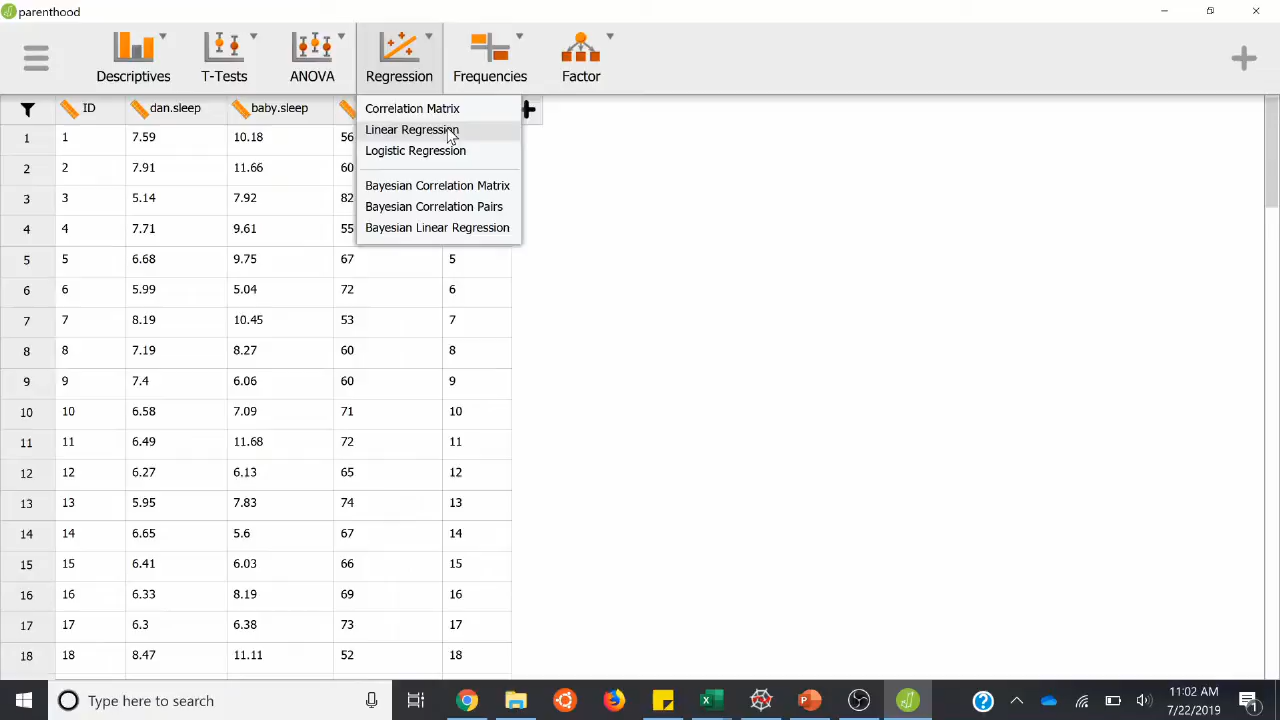 parenthood
Descriptives T-Tests ANOVA Regression Frequencies Factor
Correlation Matrix
Linear Regression
Logistic Regression
Bayesian Correlation Matrix
Bayesian Correlation Pairs
Bayesian Linear Regression
ID dan.sleep baby.sleep
1 1 7.59 10.18 56
2 2 7.91 11.66 60
3 3 5.14 7.92 82
4 4 7.71 9.61 55
5 5 6.68 9.75 67 5
6 6 5.99 5.04 72 6
7 7 8.19 10.45 53 7
8 8 7.19 8.27 60 8
9 9 7.4 6.06 60 9
10 10 6.58 7.09 71 10
11 11 6.49 11.68 72 11
12 12 6.27 6.13 65 12
13 13 5.95 7.83 74 13
14 14 6.65 5.6 67 14
15 15 6.41 6.03 66 15
16 16 6.33 8.19 69 16
17 17 6.3 6.38 73 17
18 18 8.47 11.11 52 18
Type here to search
11:02 AM
7/22/2019
1